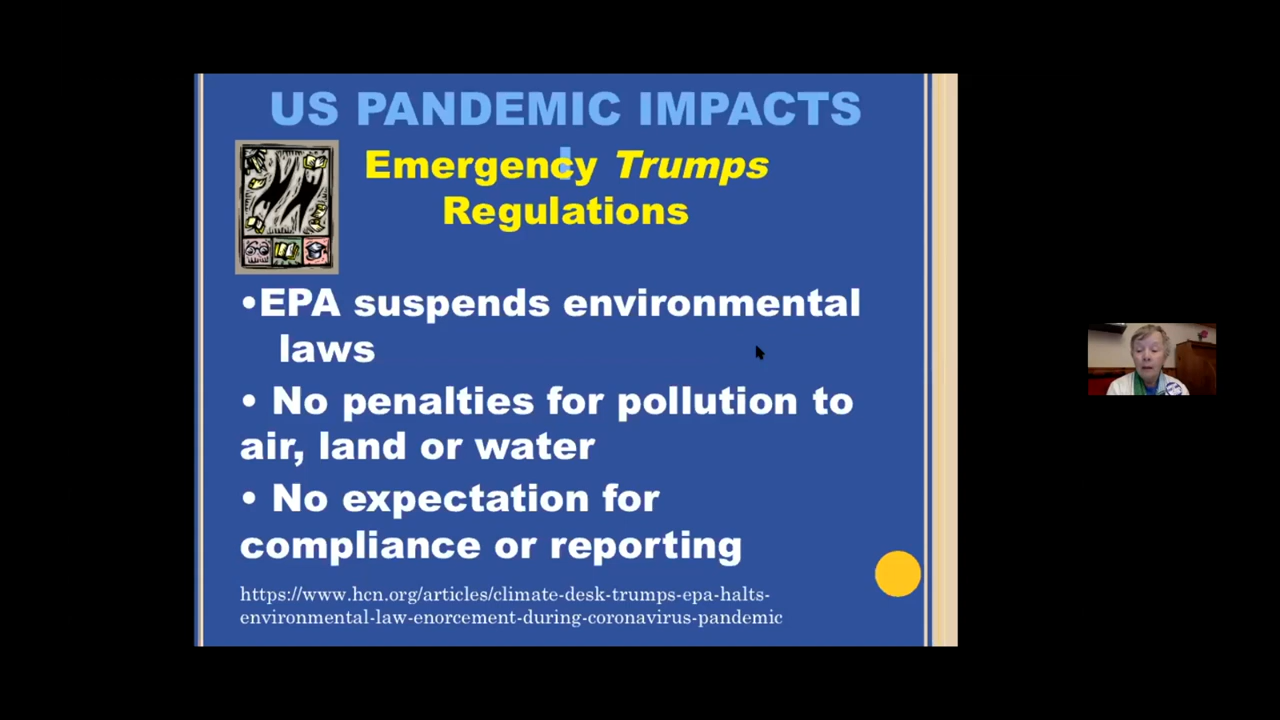 US PANDEMIC IMPACTS
!
Emergency Trumps
Regulations
•EPA suspends environmental
laws
• No penalties for pollution to
air, land or water
• No expectation for
compliance or reporting
https://www.hcn.org/articles/climate-desk-trumps-epa-halts-
environmental-law-enorcement-during-coronavirus-pandemic